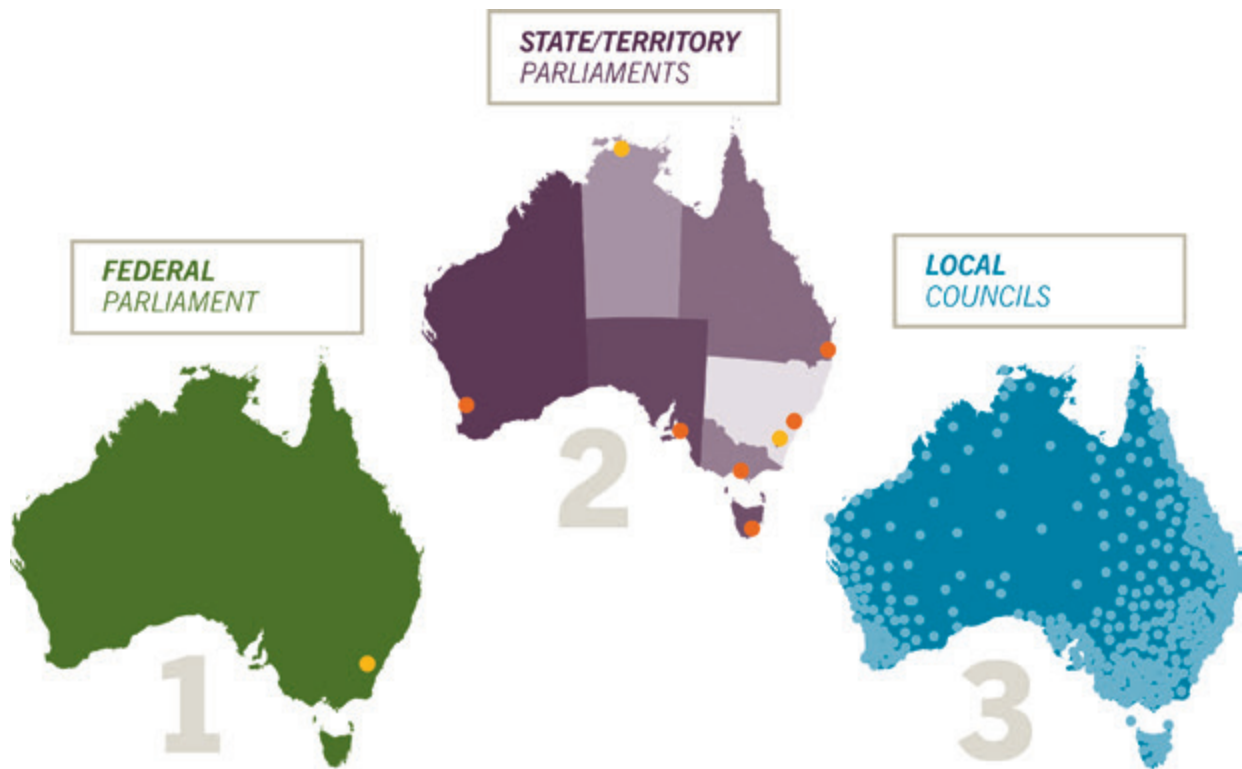 STATE/TERRITORY
PARLIAMENTS
FEDERAL
PARLIAMENT
LOCAL
COUNCILS
2
1
3